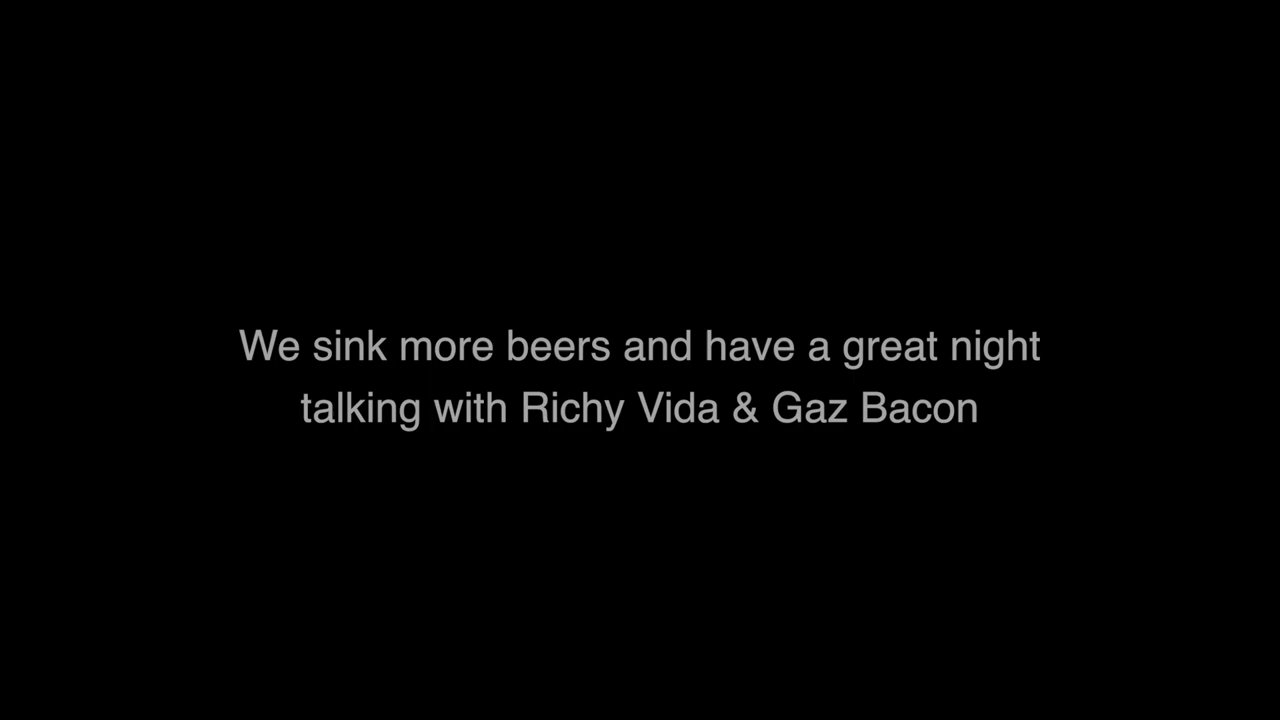 We sink more beers and have a great night
talking with Richy Vida & Gaz Bacon